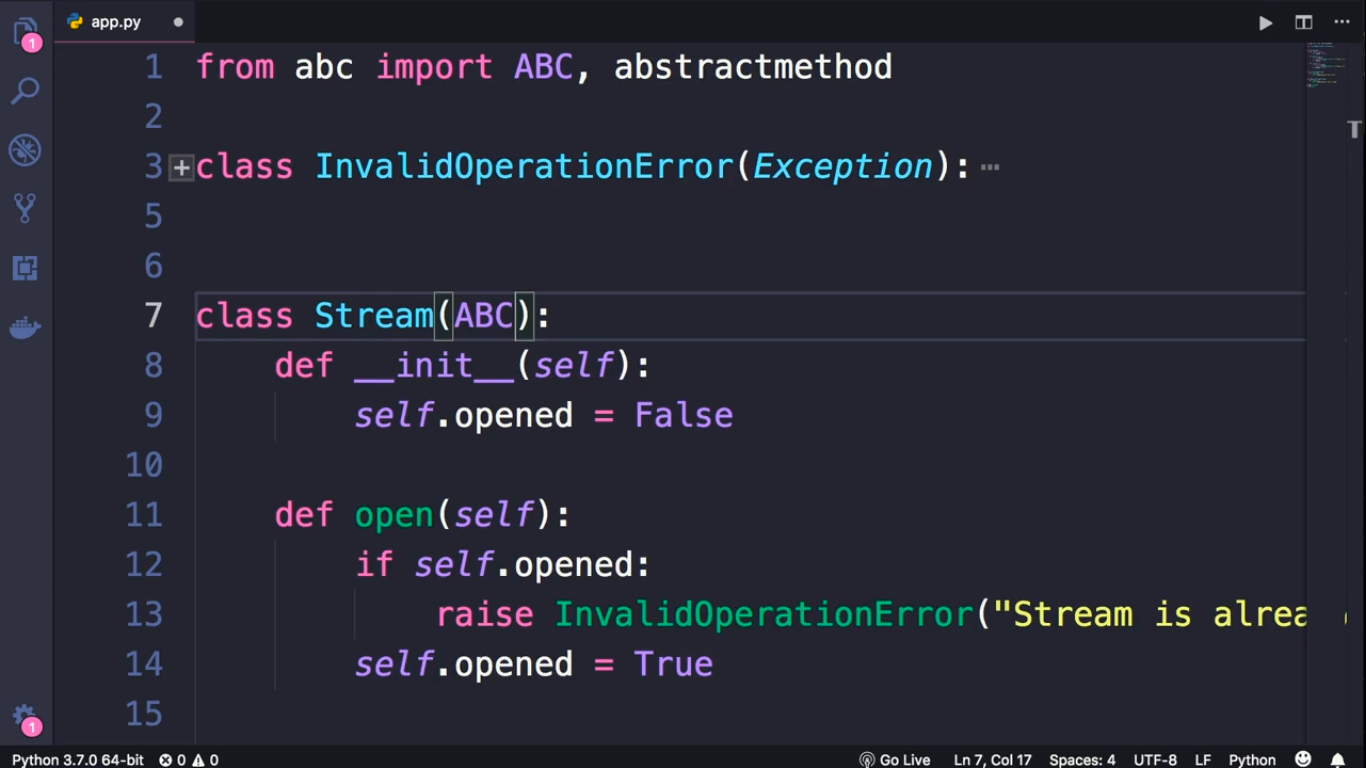 app.py
1 from abc import ABC, abstractmethod
2
3 class InvalidOperationError(Exception):
5
6
7 class Stream(ABC):
8 def __init__(self):
9 self.opened = False
10
11 def open(self):
12 if self.opened:
13 raise InvalidOperationError("Stream is alrea
14 self.opened = True
15
1
1
T
Python 3.7.0 64-bit 0 0 Go Live Ln 7, Col 17 Spaces: 4 UTF-8 LF Python